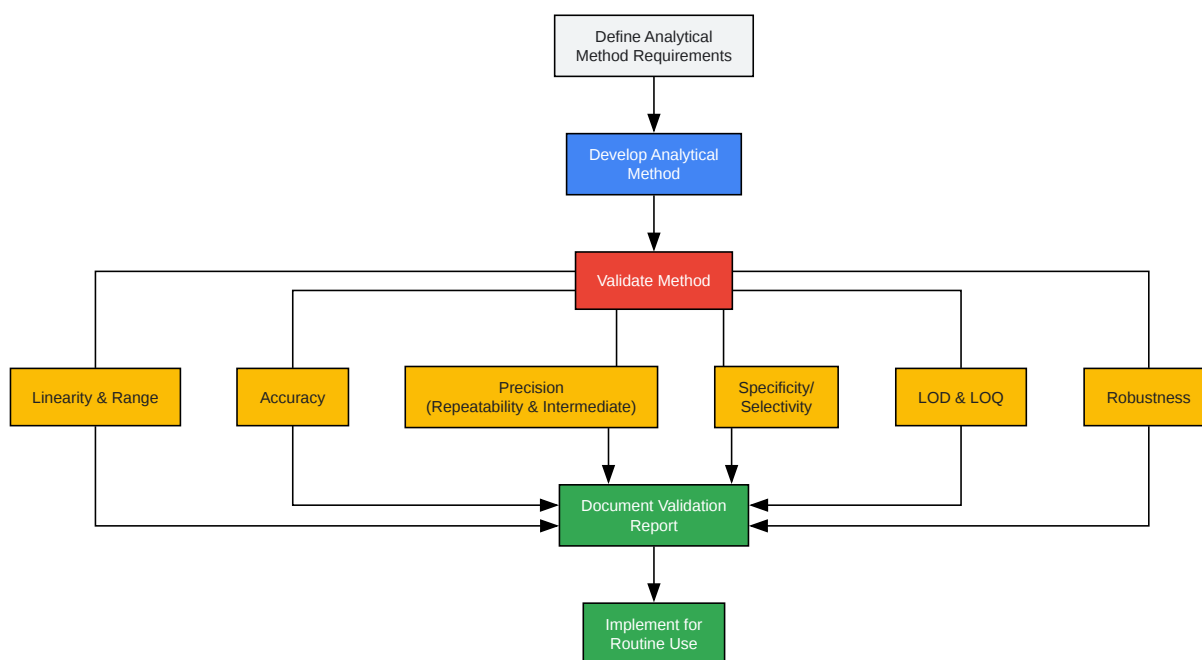 Define Analytical
Method Requirements
Develop Analytical
Method
Validate Method
Linearity & Range
Accuracy
Precision
(Repeatability & Intermediate)
Specificity/
Selectivity
LOD & LOQ
Robustness
Document Validation
Report
Implement for
Routine Use